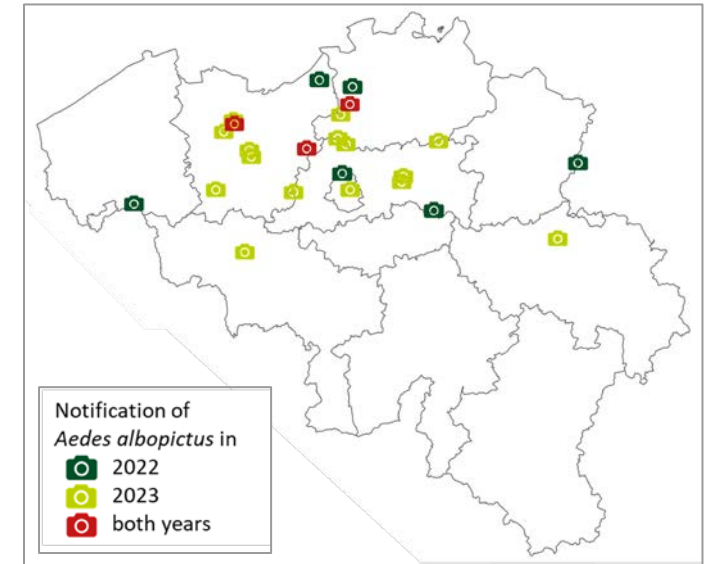 Notification of
Aedes albopictus in
2022
2023
both years